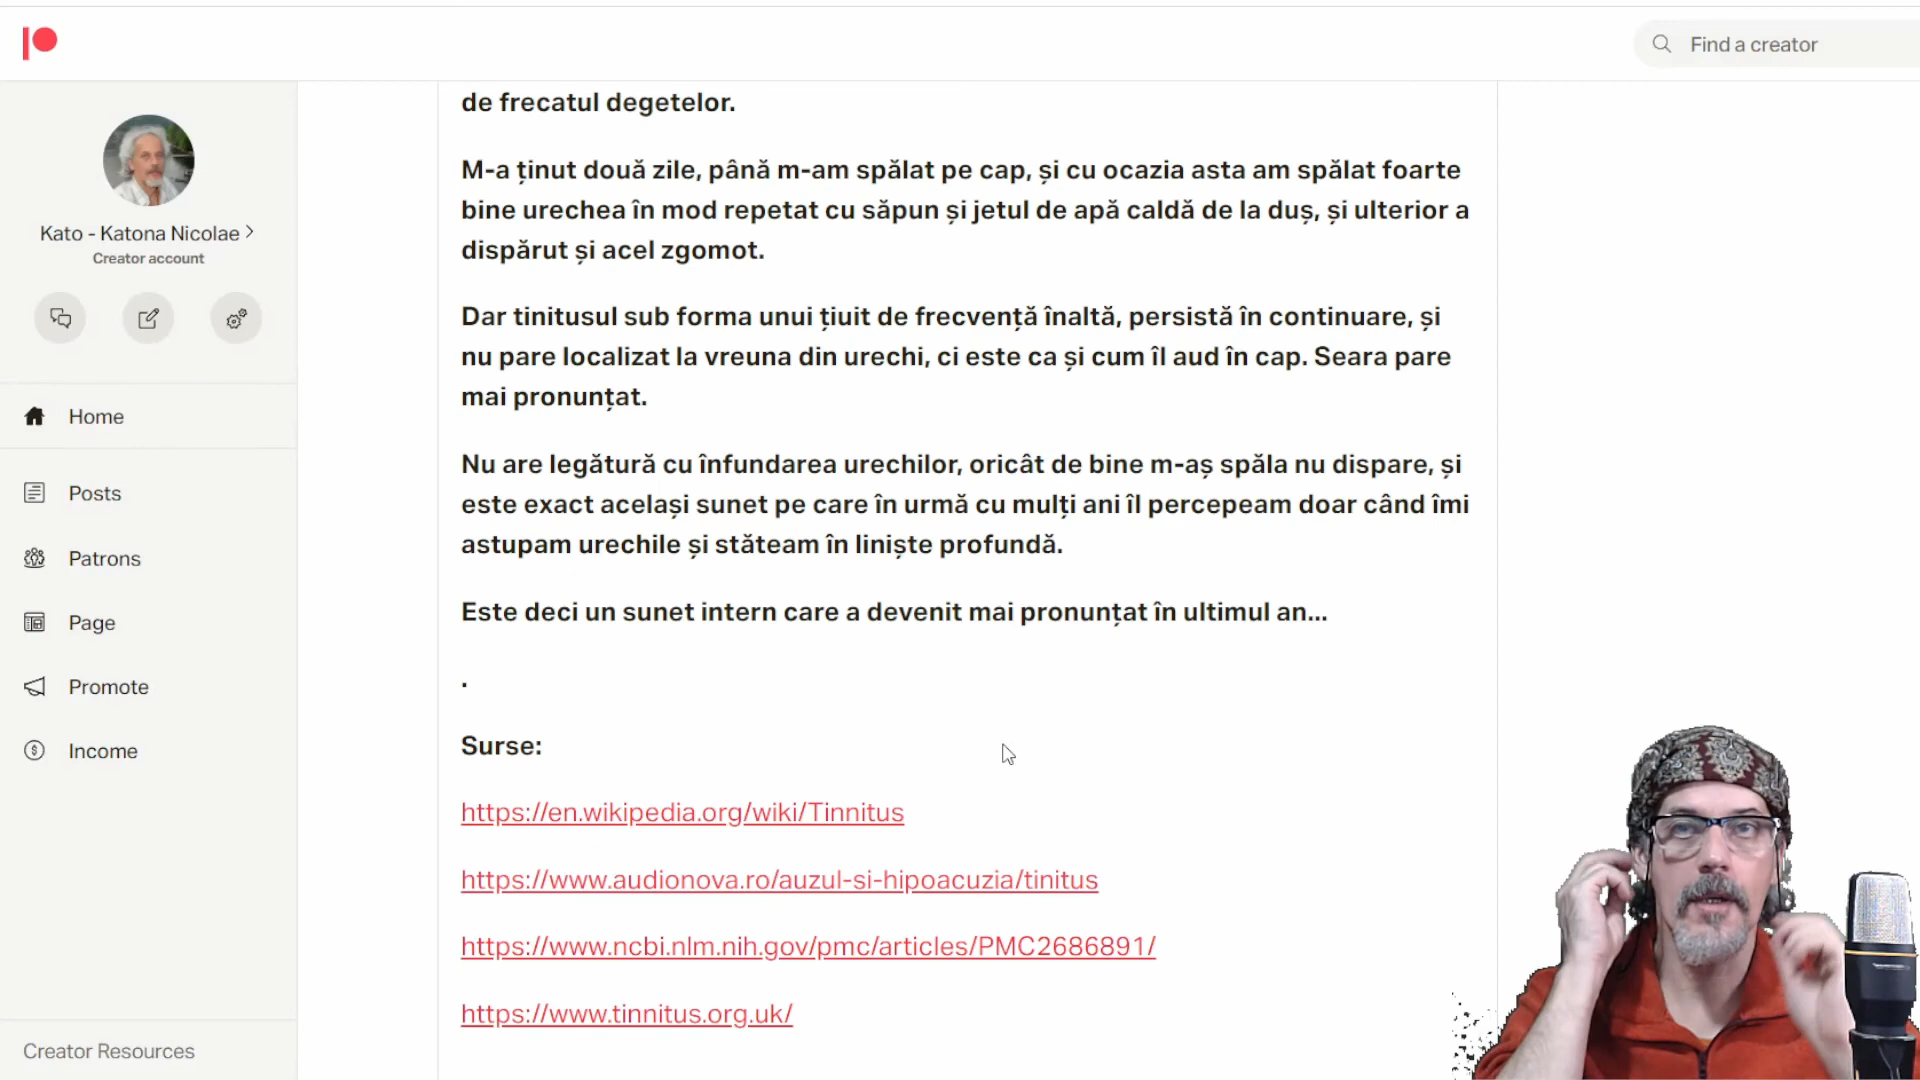 Find a creator
Kato - Katona Nicolae
Creator account
Home
Posts
Patrons
Page
Promote
Income
Creator Resources
de frecatul degetelor.
M-a ținut două zile, până m-am spălat pe cap, și cu ocazia asta am spălat foarte
bine urechea în mod repetat cu săpun și jetul de apă caldă de la duș, și ulterior a
dispărut și acel zgomot.
Dar tinitusul sub forma unui țiuit de frecvență înaltă, persistă în continuare, și
nu pare localizat la vreuna din urechi, ci este ca și cum îl aud în cap. Seara pare
mai pronunțat.
Nu are legătură cu înfundarea urechilor, oricât de bine m-aș spăla nu dispare, și
este exact același sunet pe care în urmă cu mulți ani îl percepeam doar când îmi
astupam urechile și stăteam în liniște profundă.
Este deci un sunet intern care a devenit mai pronunțat în ultimul an...
.
Surse:
https://en.wikipedia.org/wiki/Tinnitus
https://www.audionova.ro/auzul-si-hipoacuzia/tinitus
https://www.ncbi.nlm.nih.gov/pmc/articles/PMC2686891/
https://www.tinnitus.org.uk/